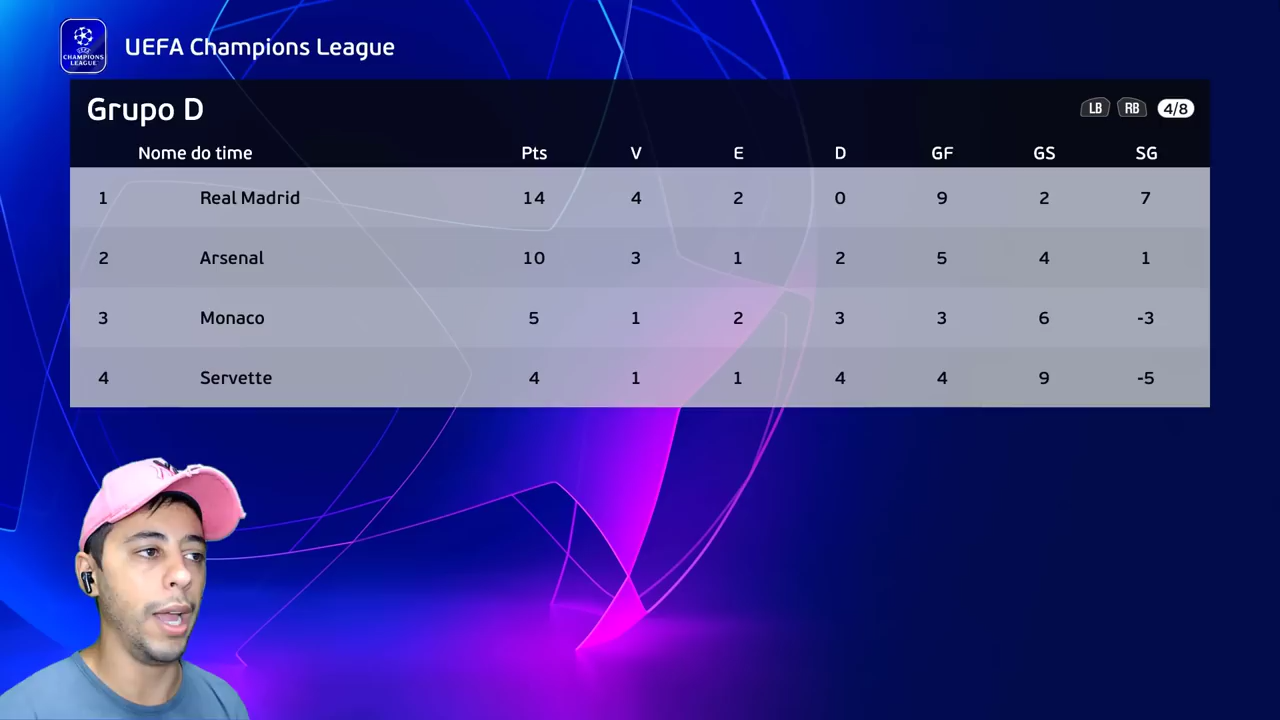 UEFA Champions League
CHAMPIONS
LEAGUE
Grupo D
LB RB 4/8
Nome do time Pts V E D GF GS SG
1 Real Madrid 14 4 2 0 9 2 7
2 Arsenal 10 3 1 2 5 4 1
3 Monaco 5 1 2 3 3 6 -3
4 Servette 4 1 1 4 4 9 -5